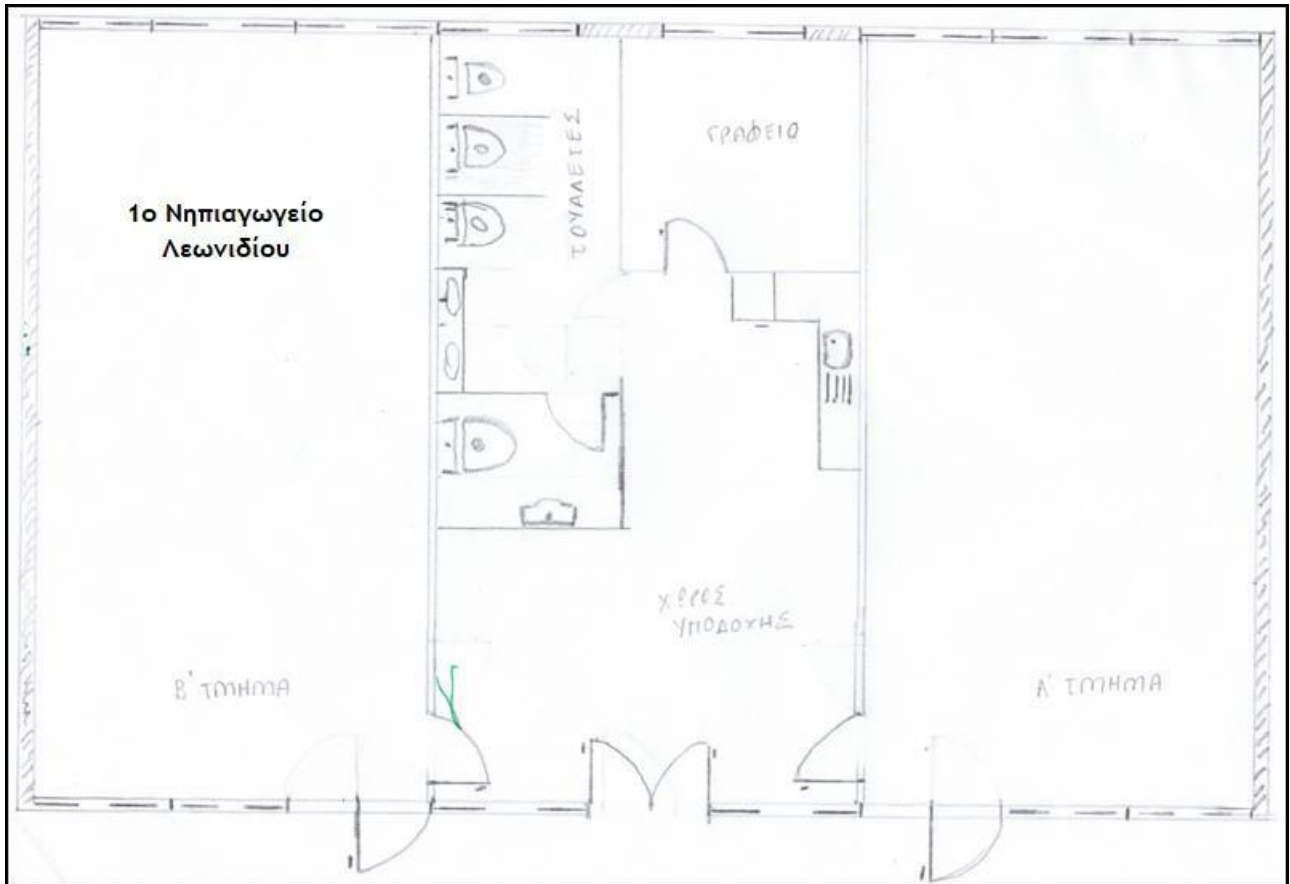 1ο Νηπιαγωγείο
Λεωνιδίου
ΤΟΥΑΛΕΤΕΣ
ΓΡΑΦΕΙΟ
ΧΩΡΟΣ
ΥΠΟΔΟΧΗΣ
Β' ΤΜΗΜΑ
Α' ΤΜΗΜΑ